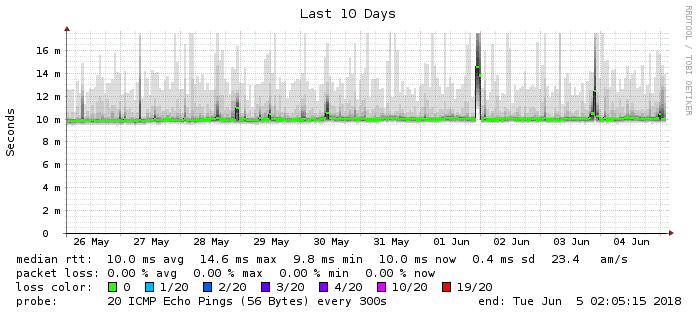 Last 10 Days
RRDTOOL / TOBI OETIKER
Seconds
16 m
14 m
12 m
10 m
8 m
6 m
4 m
2 m
0
26 May 27 May 28 May 29 May 30 May 31 May 01 Jun 02 Jun 03 Jun 04 Jun
median rtt: 10.0 ms avg 14.6 ms max 9.8 ms min 10.0 ms now 0.4 ms sd 23.4 am/s
packet loss: 0.00 % avg 0.00 % max 0.00 % min 0.00 % now
loss color: 0 1/20 2/20 3/20 4/20 10/20 19/20
probe: 20 ICMP Echo Pings (56 Bytes) every 300s end: Tue Jun 5 02:05:15 2018